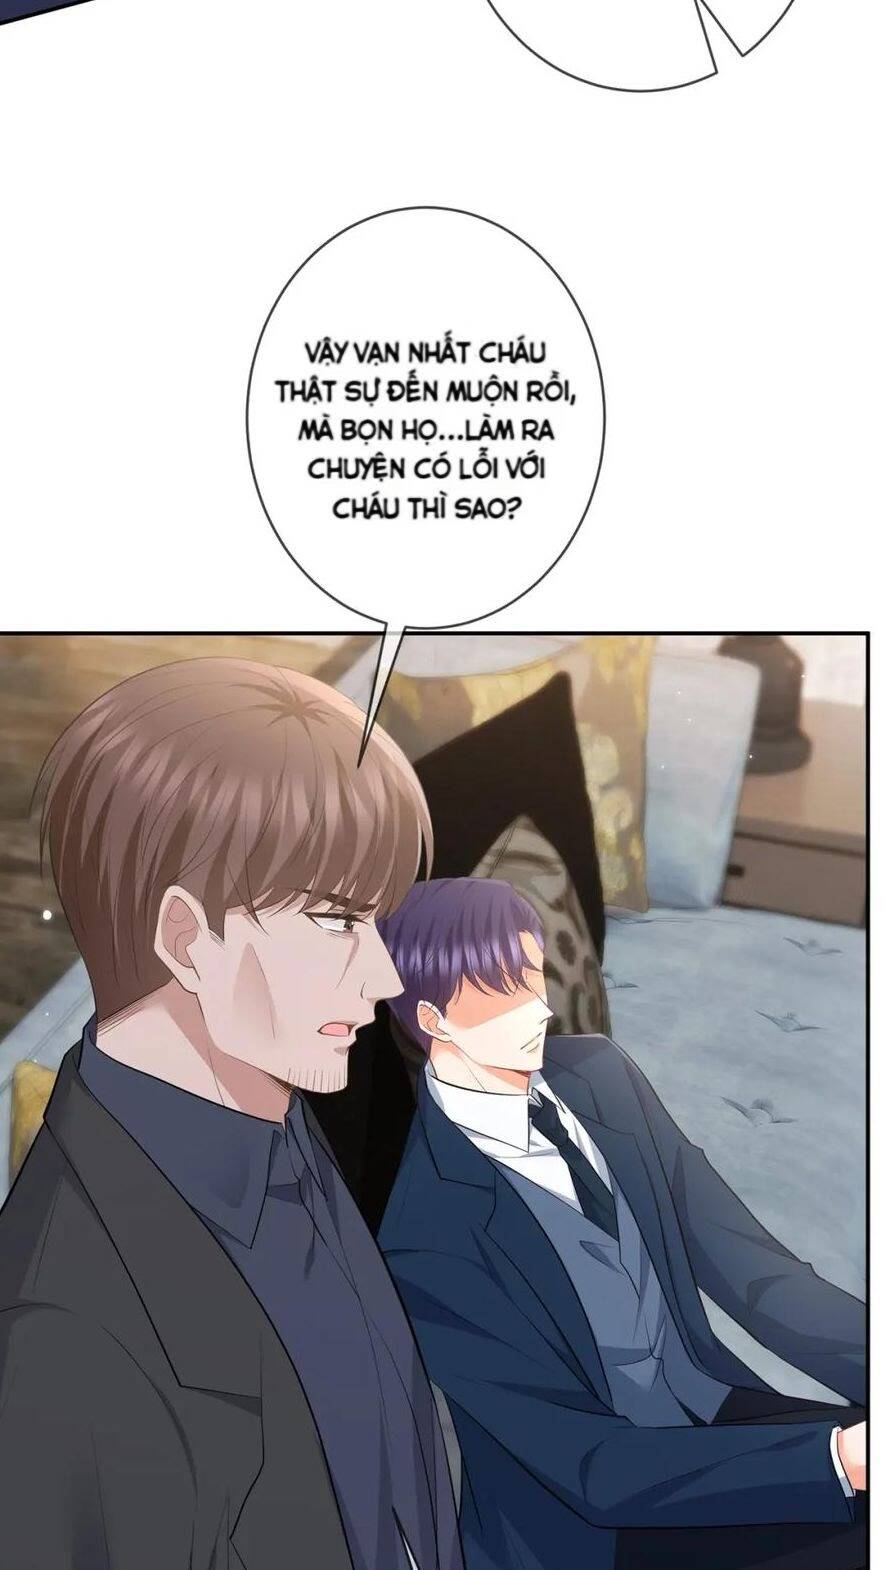 VẬY VẠN NHẤT CHÁU
THẬT SỰ ĐẾN MUỘN RỒI,
MÀ BỌN HỌ...LÀM RA
CHUYỆN CÓ LỖI VỚI
CHÁU THÌ SAO?